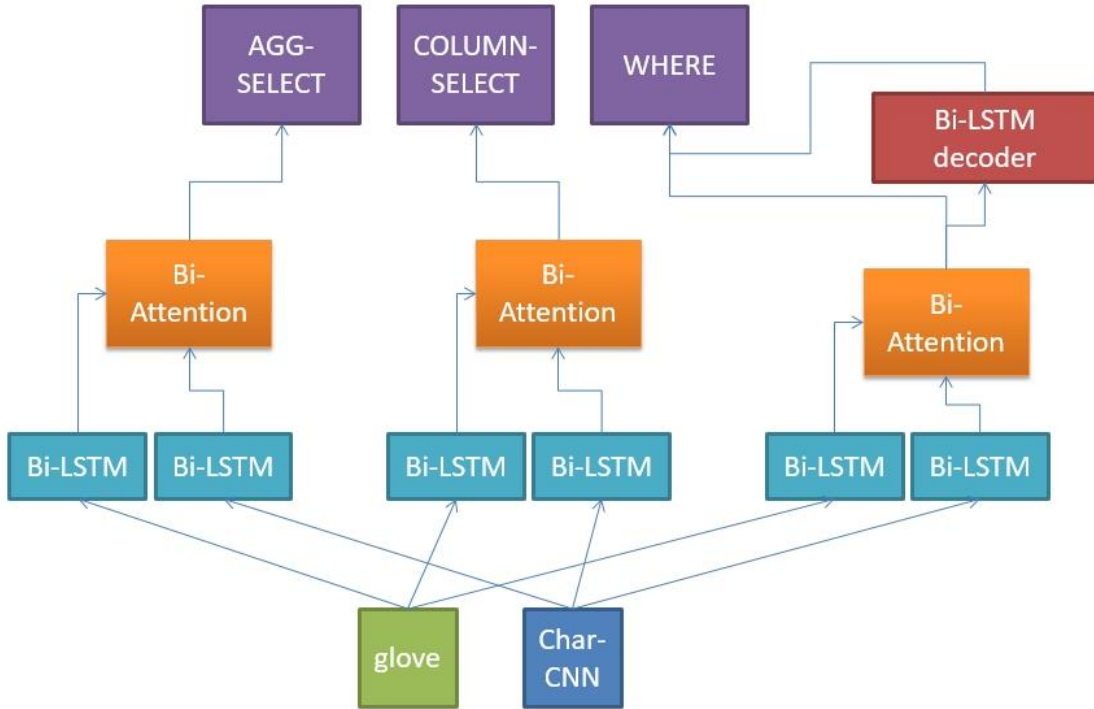 AGG-
SELECT
COLUMN-
SELECT
WHERE
Bi-LSTM
decoder
Bi-
Attention
Bi-
Attention
Bi-
Attention
Bi-LSTM
Bi-LSTM
Bi-LSTM
Bi-LSTM
Bi-LSTM
Bi-LSTM
glove
Char-
CNN